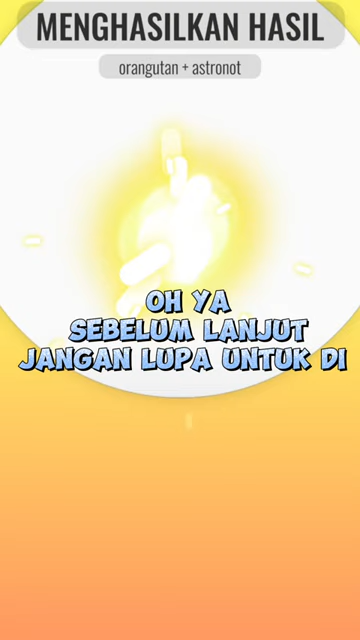 MENGHASILKAN HASIL
orangutan + astronot
OH YA
SEBELUM LANJUT
JANGAN LUPA UNTUK DI